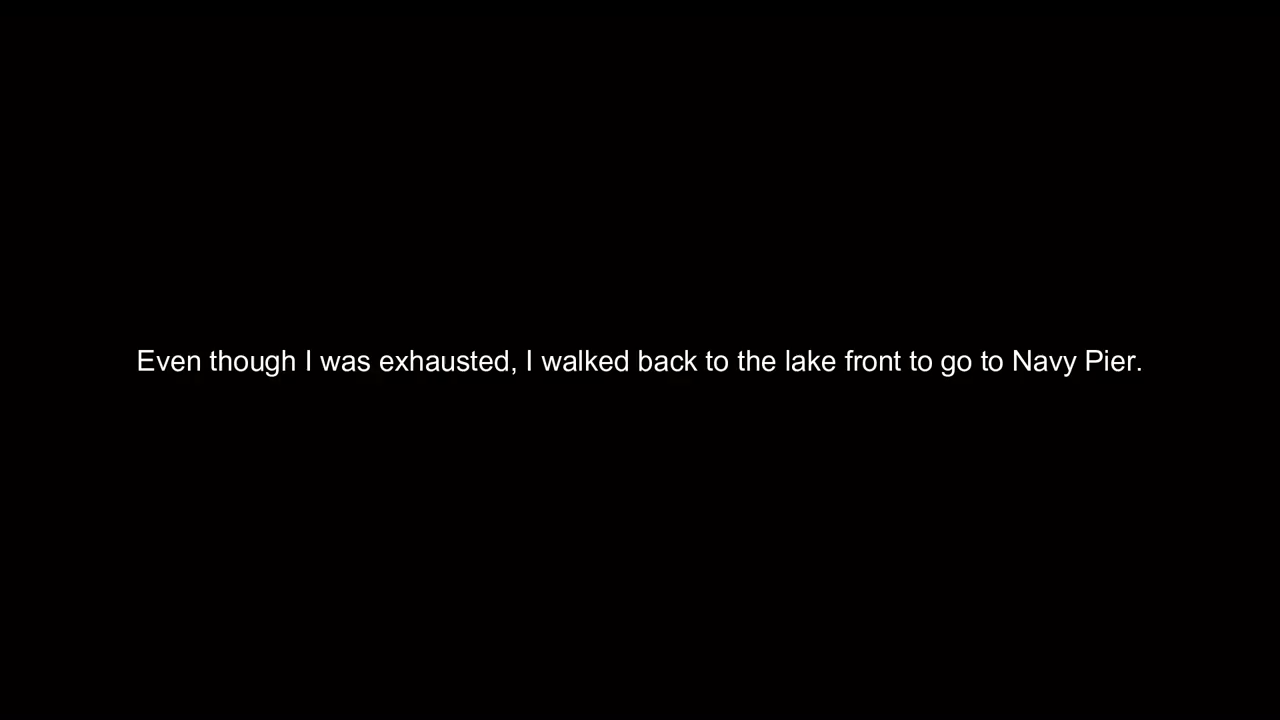 Even though I was exhausted, I walked back to the lake front to go to Navy Pier.